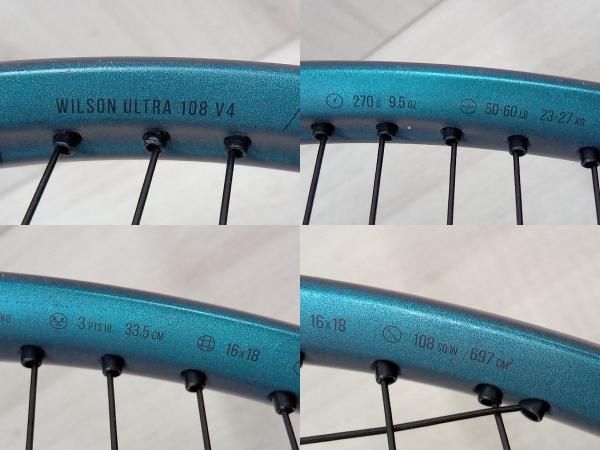 WILSON ULTRA 108 V4
270 G 9.5 OZ 50-60 LB 23-27 KG
KG 3 PTS HL 33.5 CM 16x18
16x18 108 SQ IN / 697 CM²